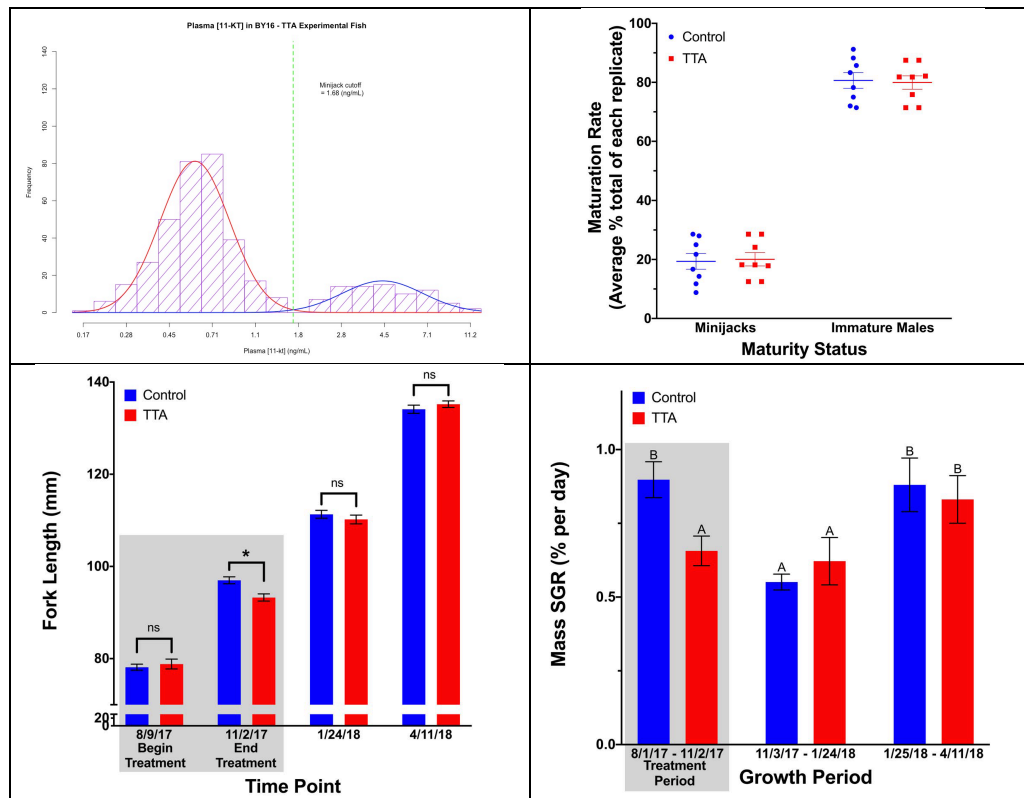 Plasma [11-KT] in BY16 - TTA Experimental Fish
Minijack cutoff
= 1.68 (ng/mL)
Frequency
140
120
100
80
60
40
20
0
0.17 0.28 0.45 0.71 1.1 1.8 2.8 4.5 7.1 11.2
Plasma [11-kt] (ng/mL)
Maturation Rate
(Average % total of each replicate)
100
80
60
40
20
0
Control
TTA
Minijacks Immature Males
Maturity Status
Fork Length (mm)
140
120
100
80
20
0
Control
TTA
ns
*
ns
ns
8/9/17 11/2/17 1/24/18 4/11/18
Begin End
Treatment Treatment
Time Point
Mass SGR (% per day)
1.0
0.5
0.0
Control
TTA
B
A
A
A
B
B
8/1/17 - 11/2/17 11/3/17 - 1/24/18 1/25/18 - 4/11/18
Treatment
Period
Growth Period